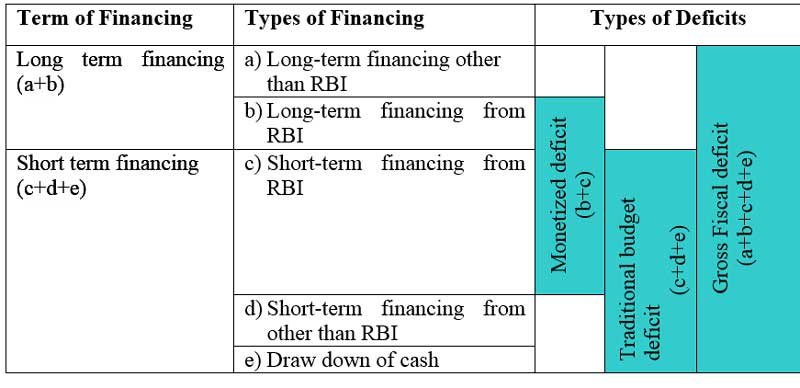 Term of Financing
Types of Financing
Types of Deficits
Long term financing
(a+b)
a) Long-term financing other
than RBI
b) Long-term financing from
RBI
Short term financing
(c+d+e)
c) Short-term financing from
RBI
d) Short-term financing from
other than RBI
e) Draw down of cash
Monetized deficit
(b+c)
Traditional budget
deficit
(c+d+e)
Gross Fiscal deficit
(a+b+c+d+e)